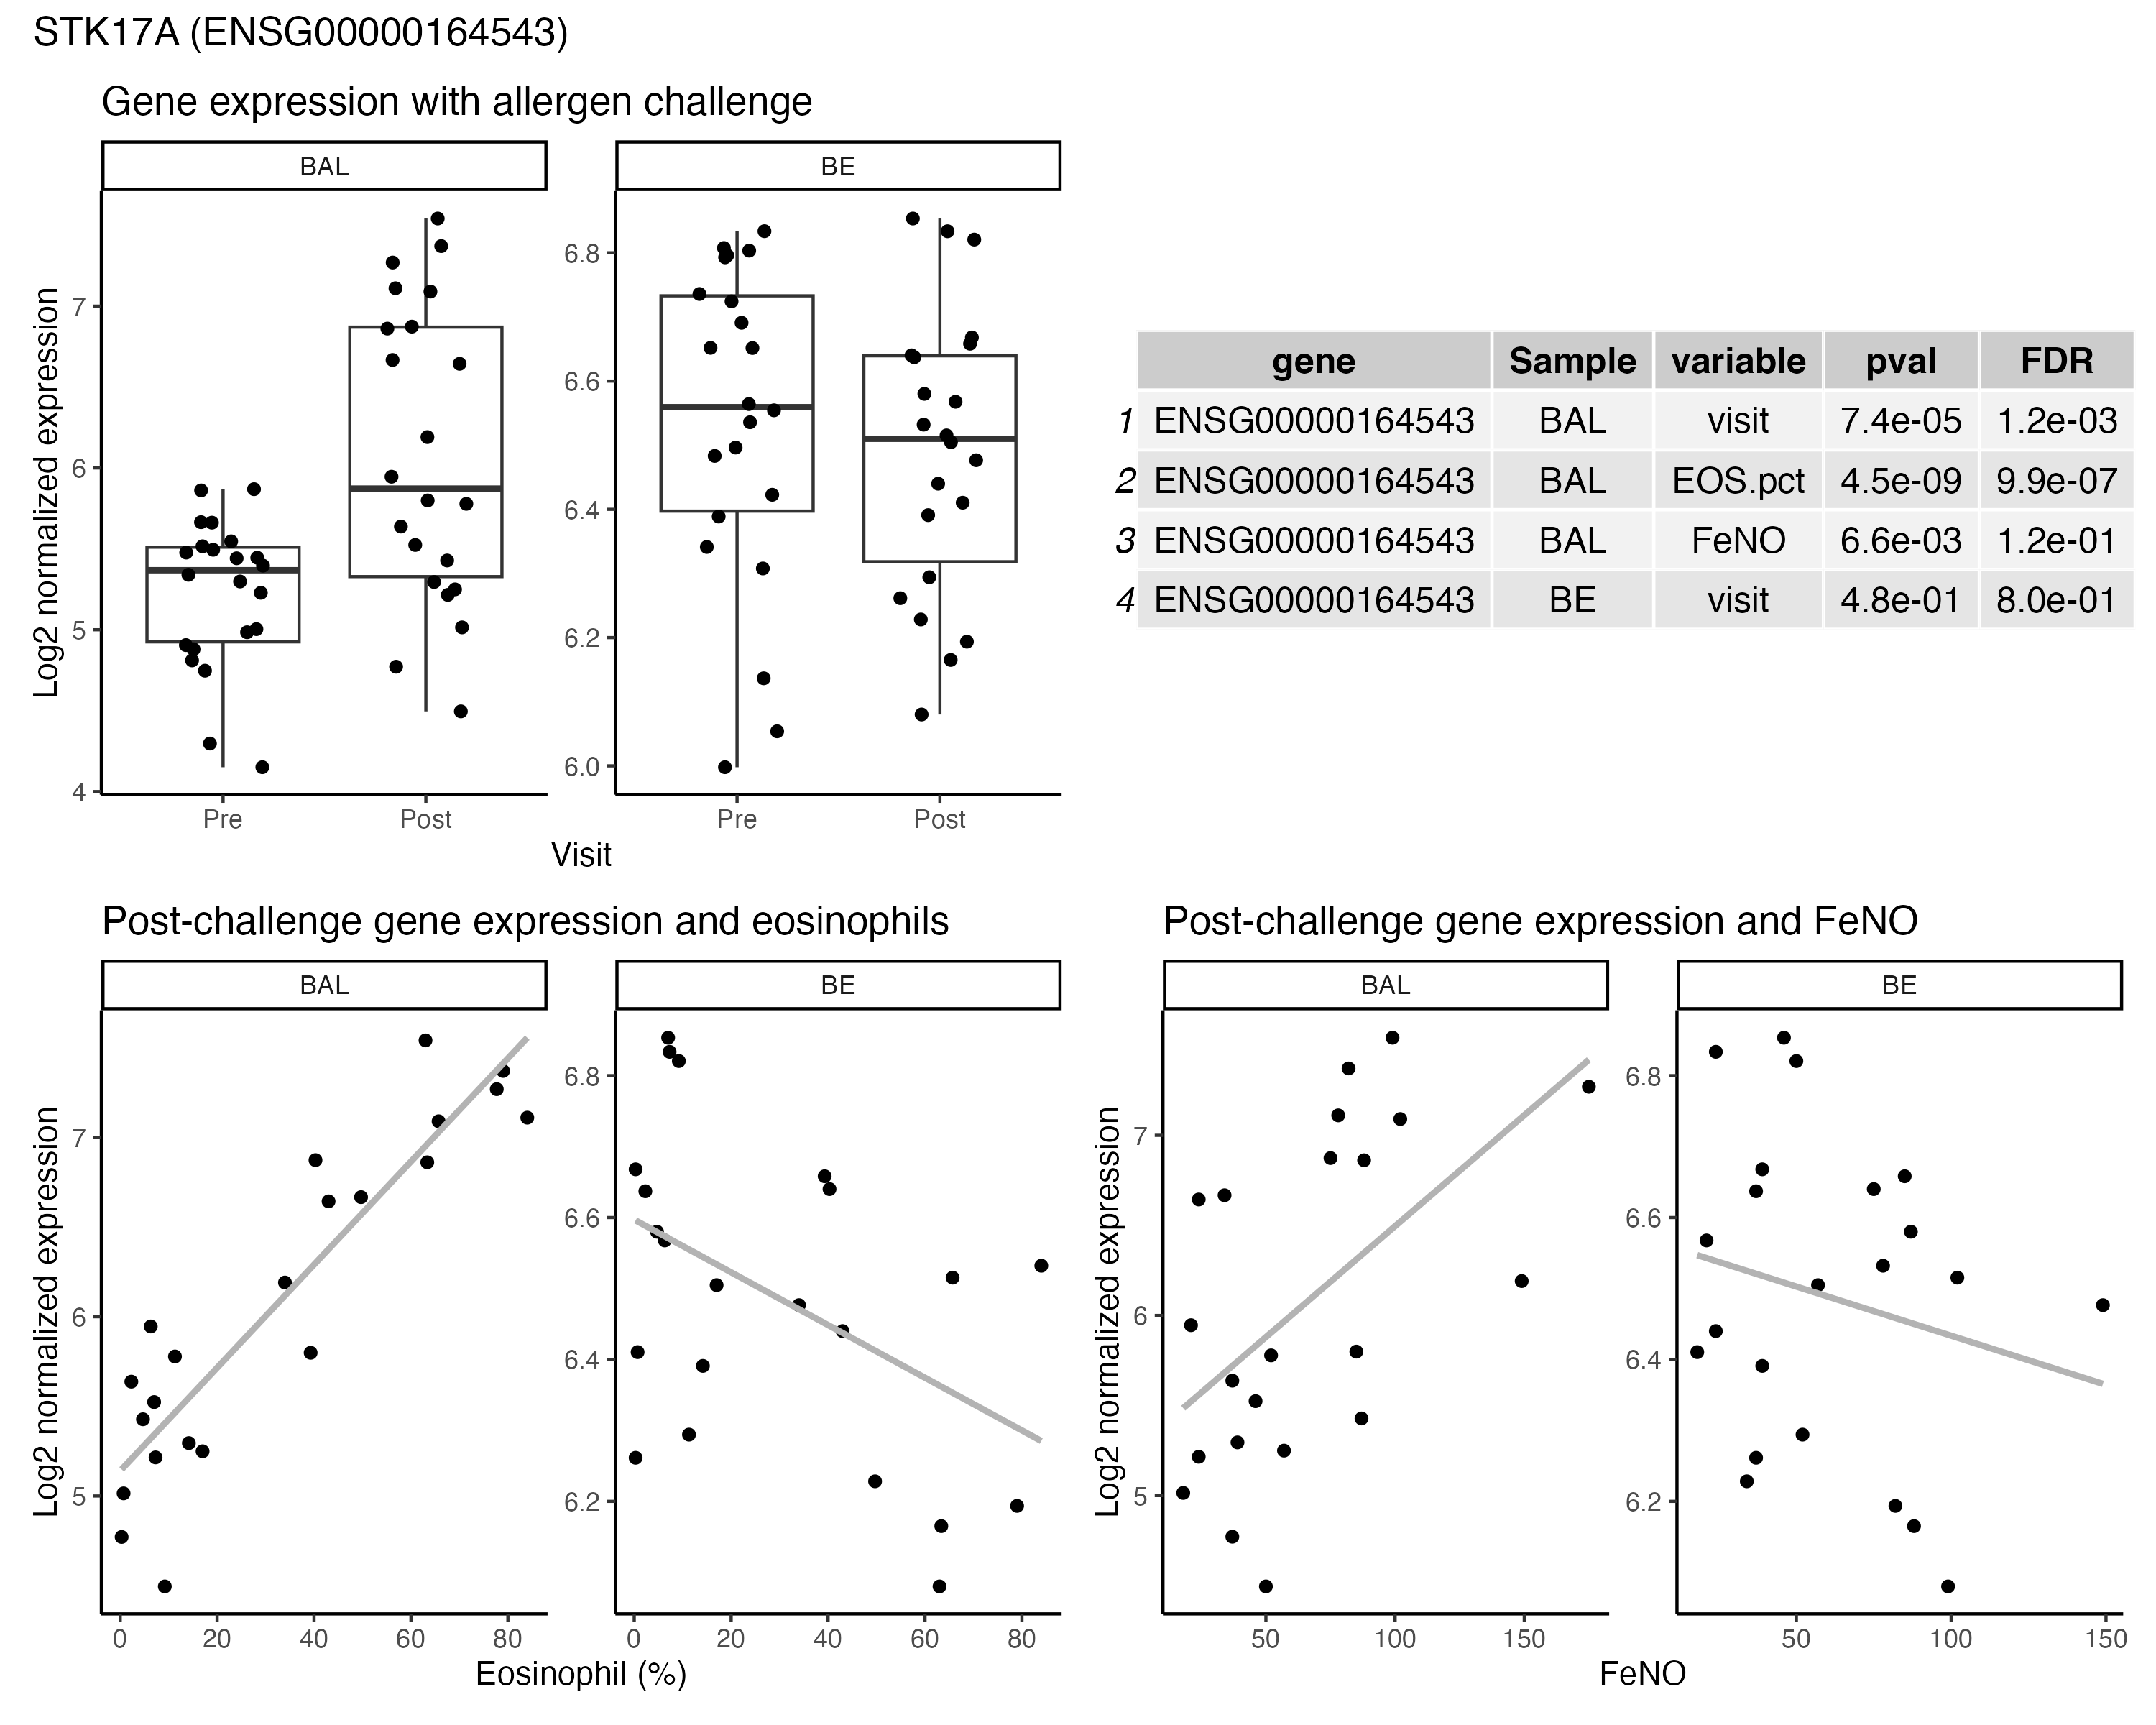 STK17A (ENSG00000164543)
Gene expression with allergen challenge
BAL
BE
Log2 normalized expression
7
6
5
4
6.8
6.6
6.4
6.2
6.0
Pre
Post
Pre
Post
Visit
gene Sample variable pval FDR
1 ENSG00000164543 BAL visit 7.4e-05 1.2e-03
2 ENSG00000164543 BAL EOS.pct 4.5e-09 9.9e-07
3 ENSG00000164543 BAL FeNO 6.6e-03 1.2e-01
4 ENSG00000164543 BE visit 4.8e-01 8.0e-01
Post-challenge gene expression and eosinophils
BAL
BE
Log2 normalized expression
7
6
5
6.8
6.6
6.4
6.2
0 20 40 60 80
0 20 40 60 80
Eosinophil (%)
Post-challenge gene expression and FeNO
BAL
BE
Log2 normalized expression
7
6
5
6.8
6.6
6.4
6.2
50 100 150
50 100 150
FeNO